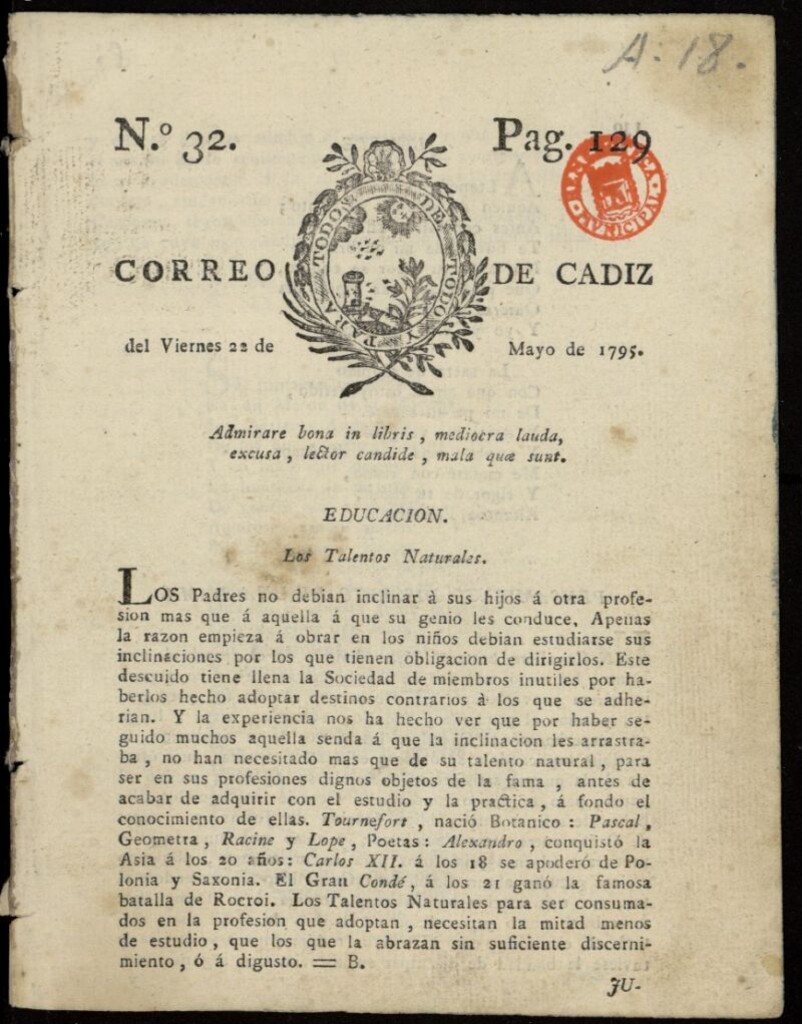 A. 18.
N.º 32.
Pag. 129
PARA TODOS DE TODO Y
CORREO DE CADIZ
del Viernes 22 de Mayo de 1795.
Admirare bona in libris, mediocra lauda,
excusa, lector candide, mala quæ sunt.
EDUCACION.
Los Talentos Naturales.
LOS Padres no debian inclinar à sus hijos á otra profe-
sion mas que á aquella á que su genio les conduce. Apenas
la razon empieza á obrar en los niños debian estudiarse sus
inclinaciones por los que tienen obligacion de dirigirlos. Este
descuido tiene llena la Sociedad de miembros inutiles por ha-
berlos hecho adoptar destinos contrarios à los que se adhe-
rian. Y la experiencia nos ha hecho ver que por haber se-
guido muchos aquella senda á que la inclinacion les arrastra-
ba, no han necesitado mas que de su talento natural, para
ser en sus profesiones dignos objetos de la fama, antes de
acabar de adquirir con el estudio y la practica, á fondo el
conocimiento de ellas. Tournefort, nació Botanico: Pascal,
Geometra, Racine y Lope, Poetas: Alexandro, conquistó la
Asia á los 20 años: Carlos XII. á los 18 se apoderó de Po-
lonia y Saxonia. El Gran Condé, á los 21 ganó la famosa
batalla de Rocroi. Los Talentos Naturales para ser consuma-
dos en la profesion que adoptan, necesitan la mitad menos
de estudio, que los que la abrazan sin suficiente discerni-
miento, ó á digusto. = B.
JU-